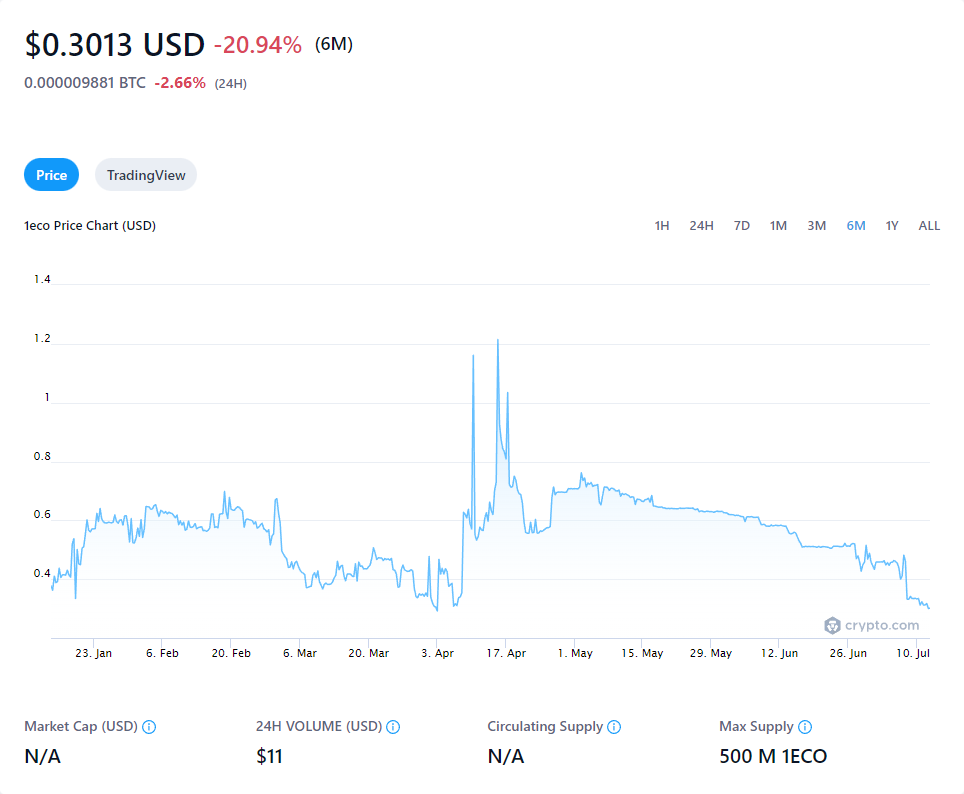 $0.3013 USD -20.94% (6M)
0.000009881 BTC -2.66% (24H)
Price TradingView
1eco Price Chart (USD) 1H 24H 7D 1M 3M 6M 1Y ALL
1.4
1.2
1
0.8
0.6
0.4
crypto.com
23. Jan 6. Feb 20. Feb 6. Mar 20. Mar 3. Apr 17. Apr 1. May 15. May 29. May 12. Jun 26. Jun 10. Jul
Market Cap (USD) 24H VOLUME (USD) Circulating Supply Max Supply
N/A $11 N/A 500 M 1ECO